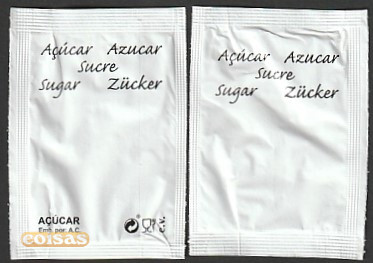 Açúcar Azucar
Sucre
Sugar Zücker
AÇÚCAR
Emb. por A.C.
coisas
C.V.
Açúcar Azucar
Sucre
Sugar Zücker